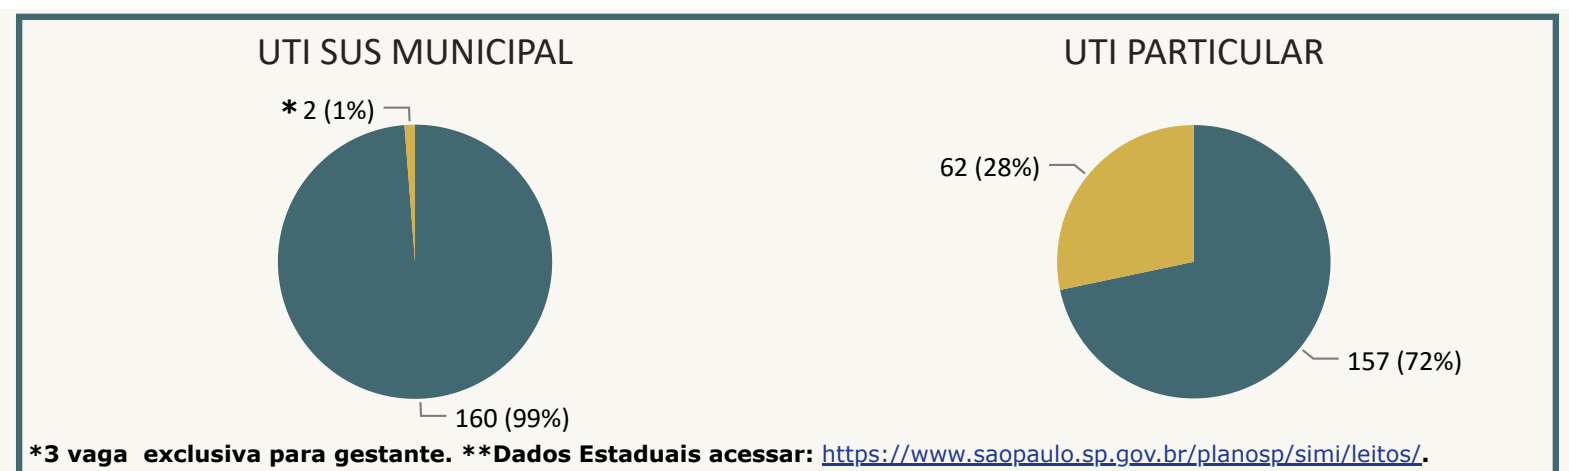 UTI SUS MUNICIPAL
* 2 (1%)
160 (99%)
UTI PARTICULAR
62 (28%)
157 (72%)
*3 vaga  exclusiva para gestante. **Dados Estaduais acessar: https://www.saopaulo.sp.gov.br/planosp/simi/leitos/.